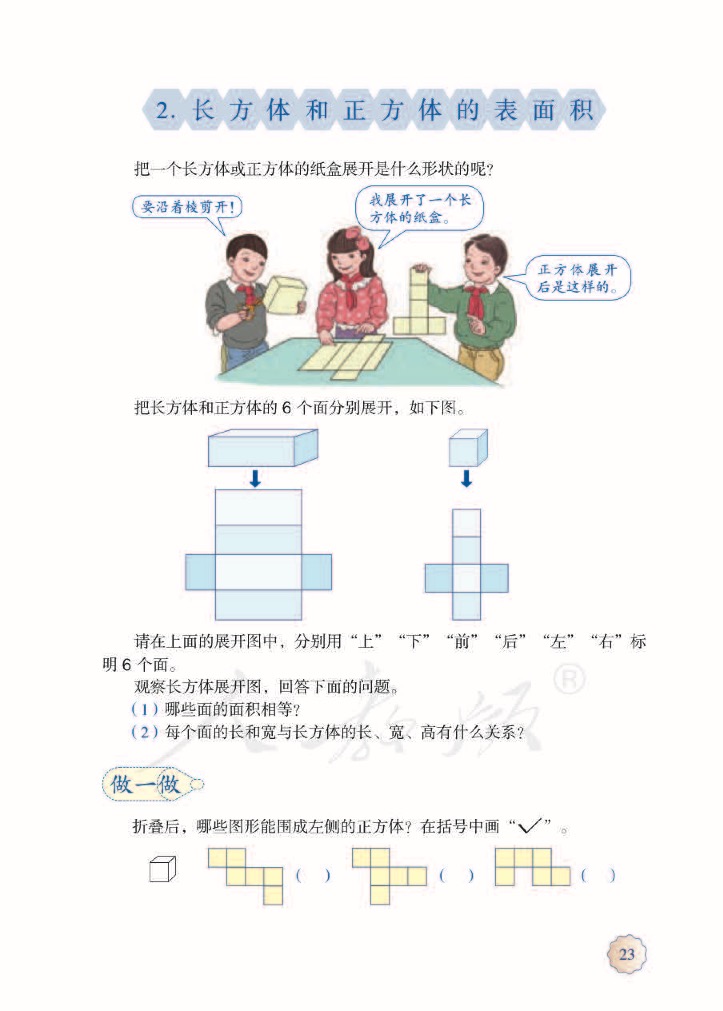 2. 长方体和正方体的表面积
把一个长方体或正方体的纸盒展开是什么形状的呢?
要沿着棱剪开!
我展开了一个长
方体的纸盒。
正方体展开
后是这样的。
把长方体和正方体的 6 个面分别展开，如下图。
请在上面的展开图中，分别用“上”“下”“前”“后”“左”“右”标
明 6 个面。
观察长方体展开图，回答下面的问题。
(1) 哪些面的面积相等?
(2) 每个面的长和宽与长方体的长、宽、高有什么关系?
做一做
折叠后，哪些图形能围成左侧的正方体? 在括号中画“✓”。
( ) ( ) ( )
23